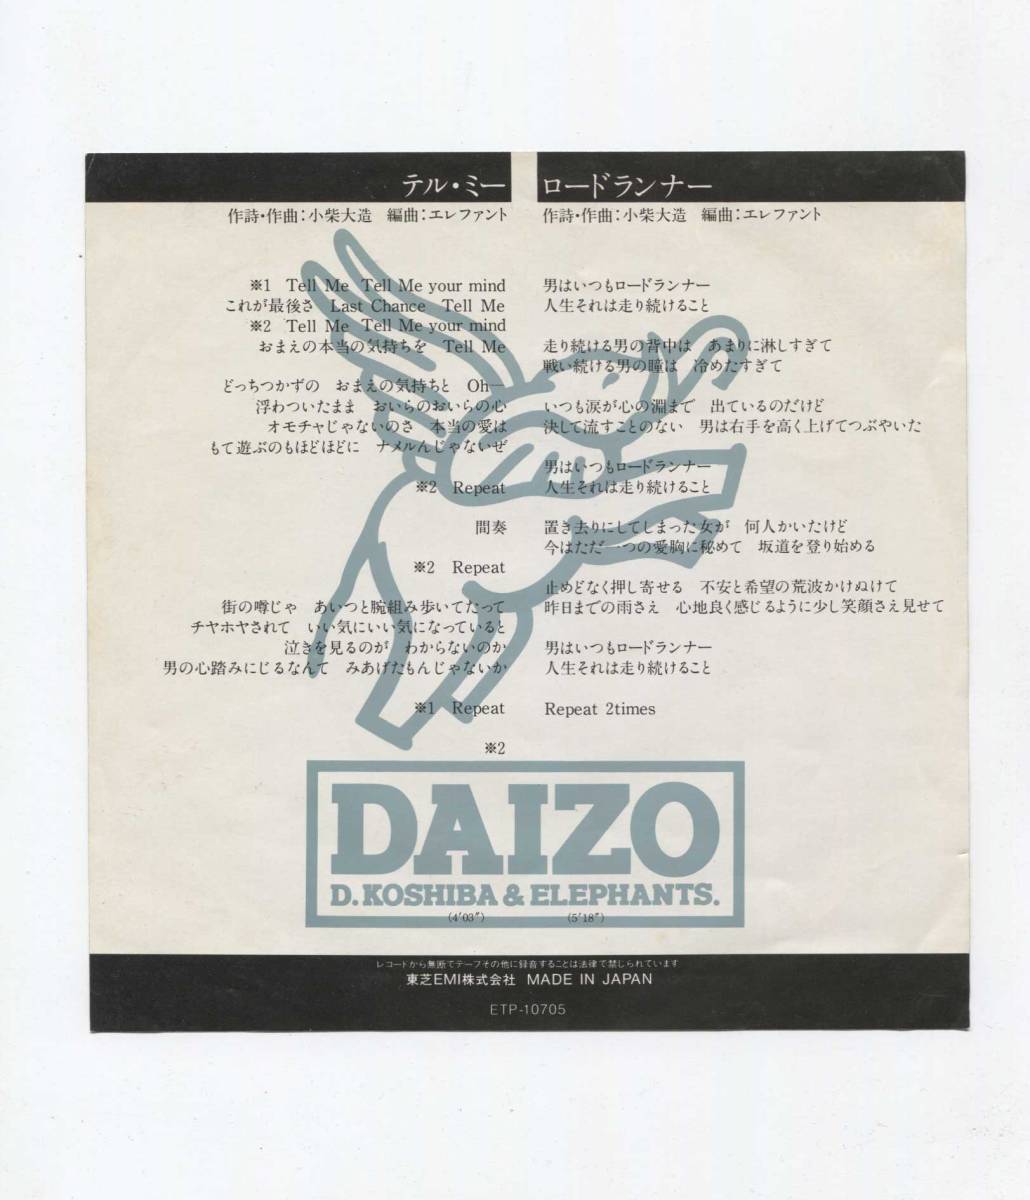 テル・ミー
作詩・作曲：小柴大造　編曲：エレファント
※1　Tell Me　Tell Me your mind
これが最後さ　Last Chance　Tell Me
※2　Tell Me　Tell Me your mind
おまえの本当の気持ちを　Tell Me
どっちつかずの　おまえの気持ちと　Oh—
浮わついたまま　おいらのおいらの心
オモチャじゃないのさ　本当の愛は
もて遊ぶのもほどほどに　ナメルんじゃないぜ
※2　Repeat
間奏
※2　Repeat
街の噂じゃ　あいつと腕組み歩いてたって
チヤホヤされて　いい気にいい気になっていると
泣きを見るのが　わからないのか
男の心踏みにじるなんて　みあげたもんじゃないか
※1　Repeat
※2
ロードランナー
作詩・作曲：小柴大造　編曲：エレファント
男はいつもロードランナー
人生それは走り続けること
走り続ける男の背中は　あまりに淋しすぎて
戦い続ける男の瞳は　冷めたすぎて
いつも涙が心の淵まで　出ているのだけど
決して流すことのない　男は右手を高く上げてつぶやいた
男はいつもロードランナー
人生それは走り続けること
置き去りにしてしまった女が　何人かいたけど
今はただ一つの愛胸に秘めて　坂道を登り始める
止めどなく押し寄せる　不安と希望の荒波かけぬけて
昨日までの雨さえ　心地良く感じるように少し笑顔さえ見せて
男はいつもロードランナー
人生それは走り続けること
Repeat 2times
DAIZO
D. KOSHIBA & ELEPHANTS.
(4′03″)　(5′18″)
レコードから無断でテープその他に録音することは法律で禁じられています
東芝EMI株式会社　MADE IN JAPAN
ETP-10705